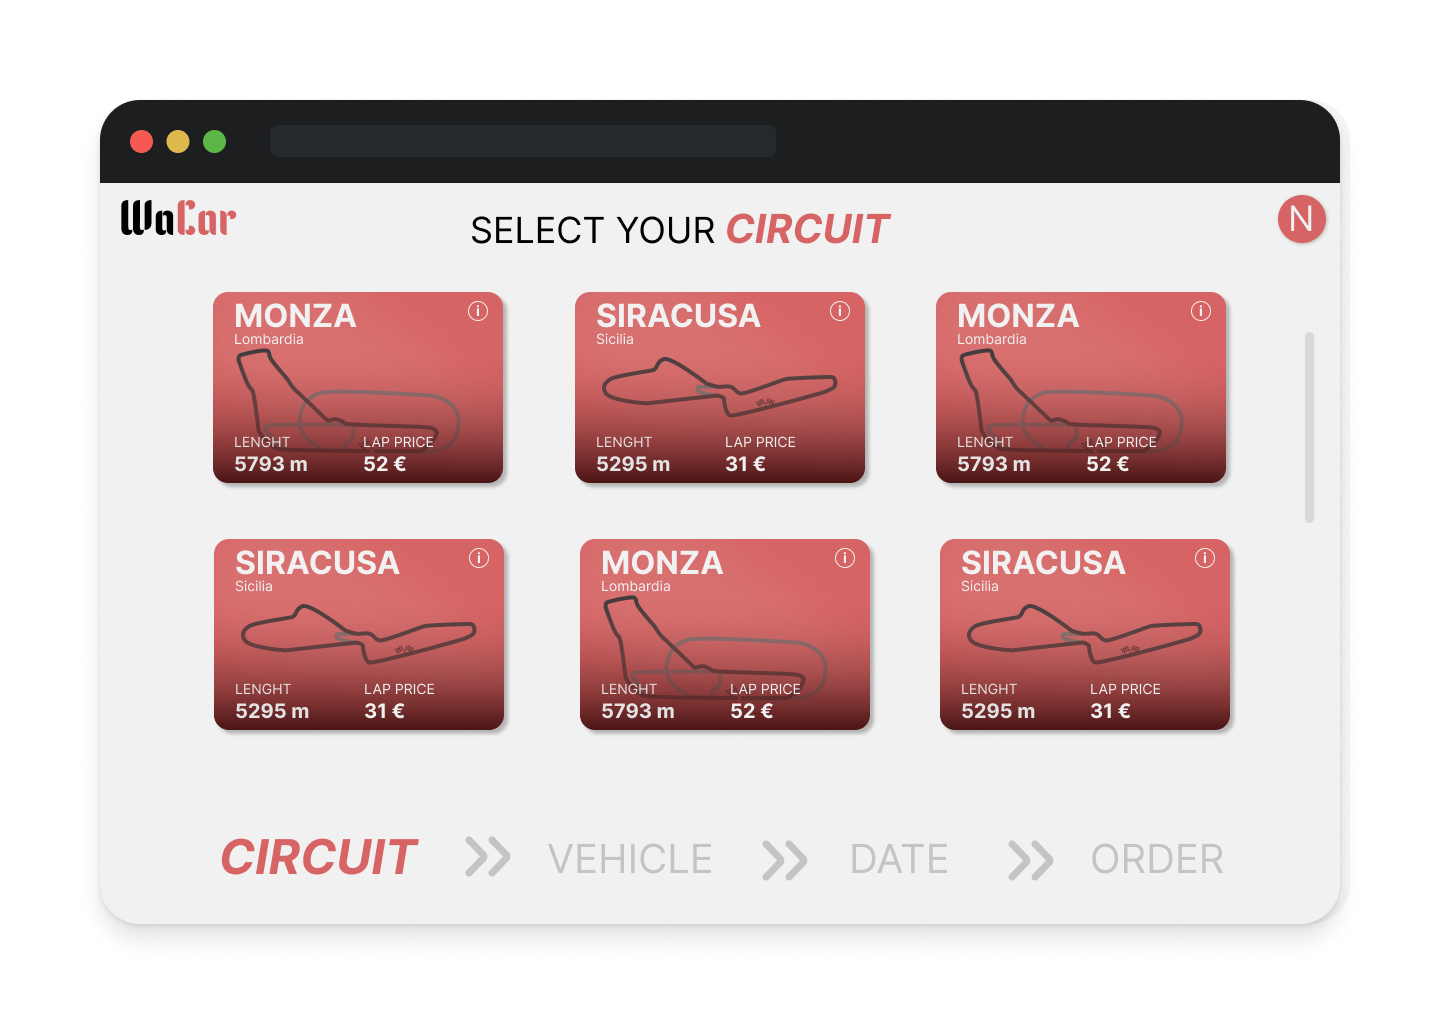 WaCar
SELECT YOUR CIRCUIT
N
MONZA
Lombardia
LENGHT
LAP PRICE
5793 m
52 €
SIRACUSA
Sicilia
LENGHT
LAP PRICE
5295 m
31 €
MONZA
Lombardia
LENGHT
LAP PRICE
5793 m
52 €
SIRACUSA
Sicilia
LENGHT
LAP PRICE
5295 m
31 €
MONZA
Lombardia
LENGHT
LAP PRICE
5793 m
52 €
SIRACUSA
Sicilia
LENGHT
LAP PRICE
5295 m
31 €
CIRCUIT
VEHICLE
DATE
ORDER